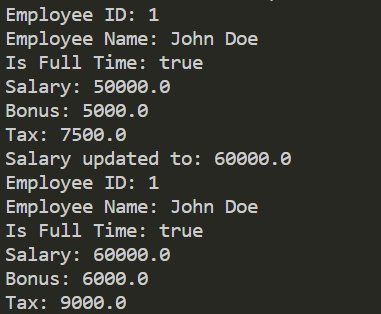 Employee ID: 1
Employee Name: John Doe
Is Full Time: true
Salary: 50000.0
Bonus: 5000.0
Tax: 7500.0
Salary updated to: 60000.0
Employee ID: 1
Employee Name: John Doe
Is Full Time: true
Salary: 60000.0
Bonus: 6000.0
Tax: 9000.0